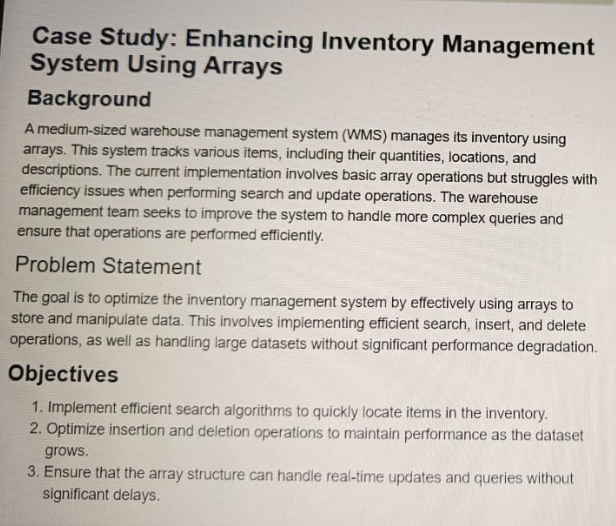 Case Study: Enhancing Inventory Management
System Using Arrays
Background
A medium-sized warehouse management system (WMS) manages its inventory using
arrays. This system tracks various items, including their quantities, locations, and
descriptions. The current implementation involves basic array operations but struggles with
efficiency issues when performing search and update operations. The warehouse
management team seeks to improve the system to handle more complex queries and
ensure that operations are performed efficiently.
Problem Statement
The goal is to optimize the inventory management system by effectively using arrays to
store and manipulate data. This involves implementing efficient search, insert, and delete
operations, as well as handling large datasets without significant performance degradation.
Objectives
1. Implement efficient search algorithms to quickly locate items in the inventory.
2. Optimize insertion and deletion operations to maintain performance as the dataset
grows.
3. Ensure that the array structure can handle real-time updates and queries without
significant delays.